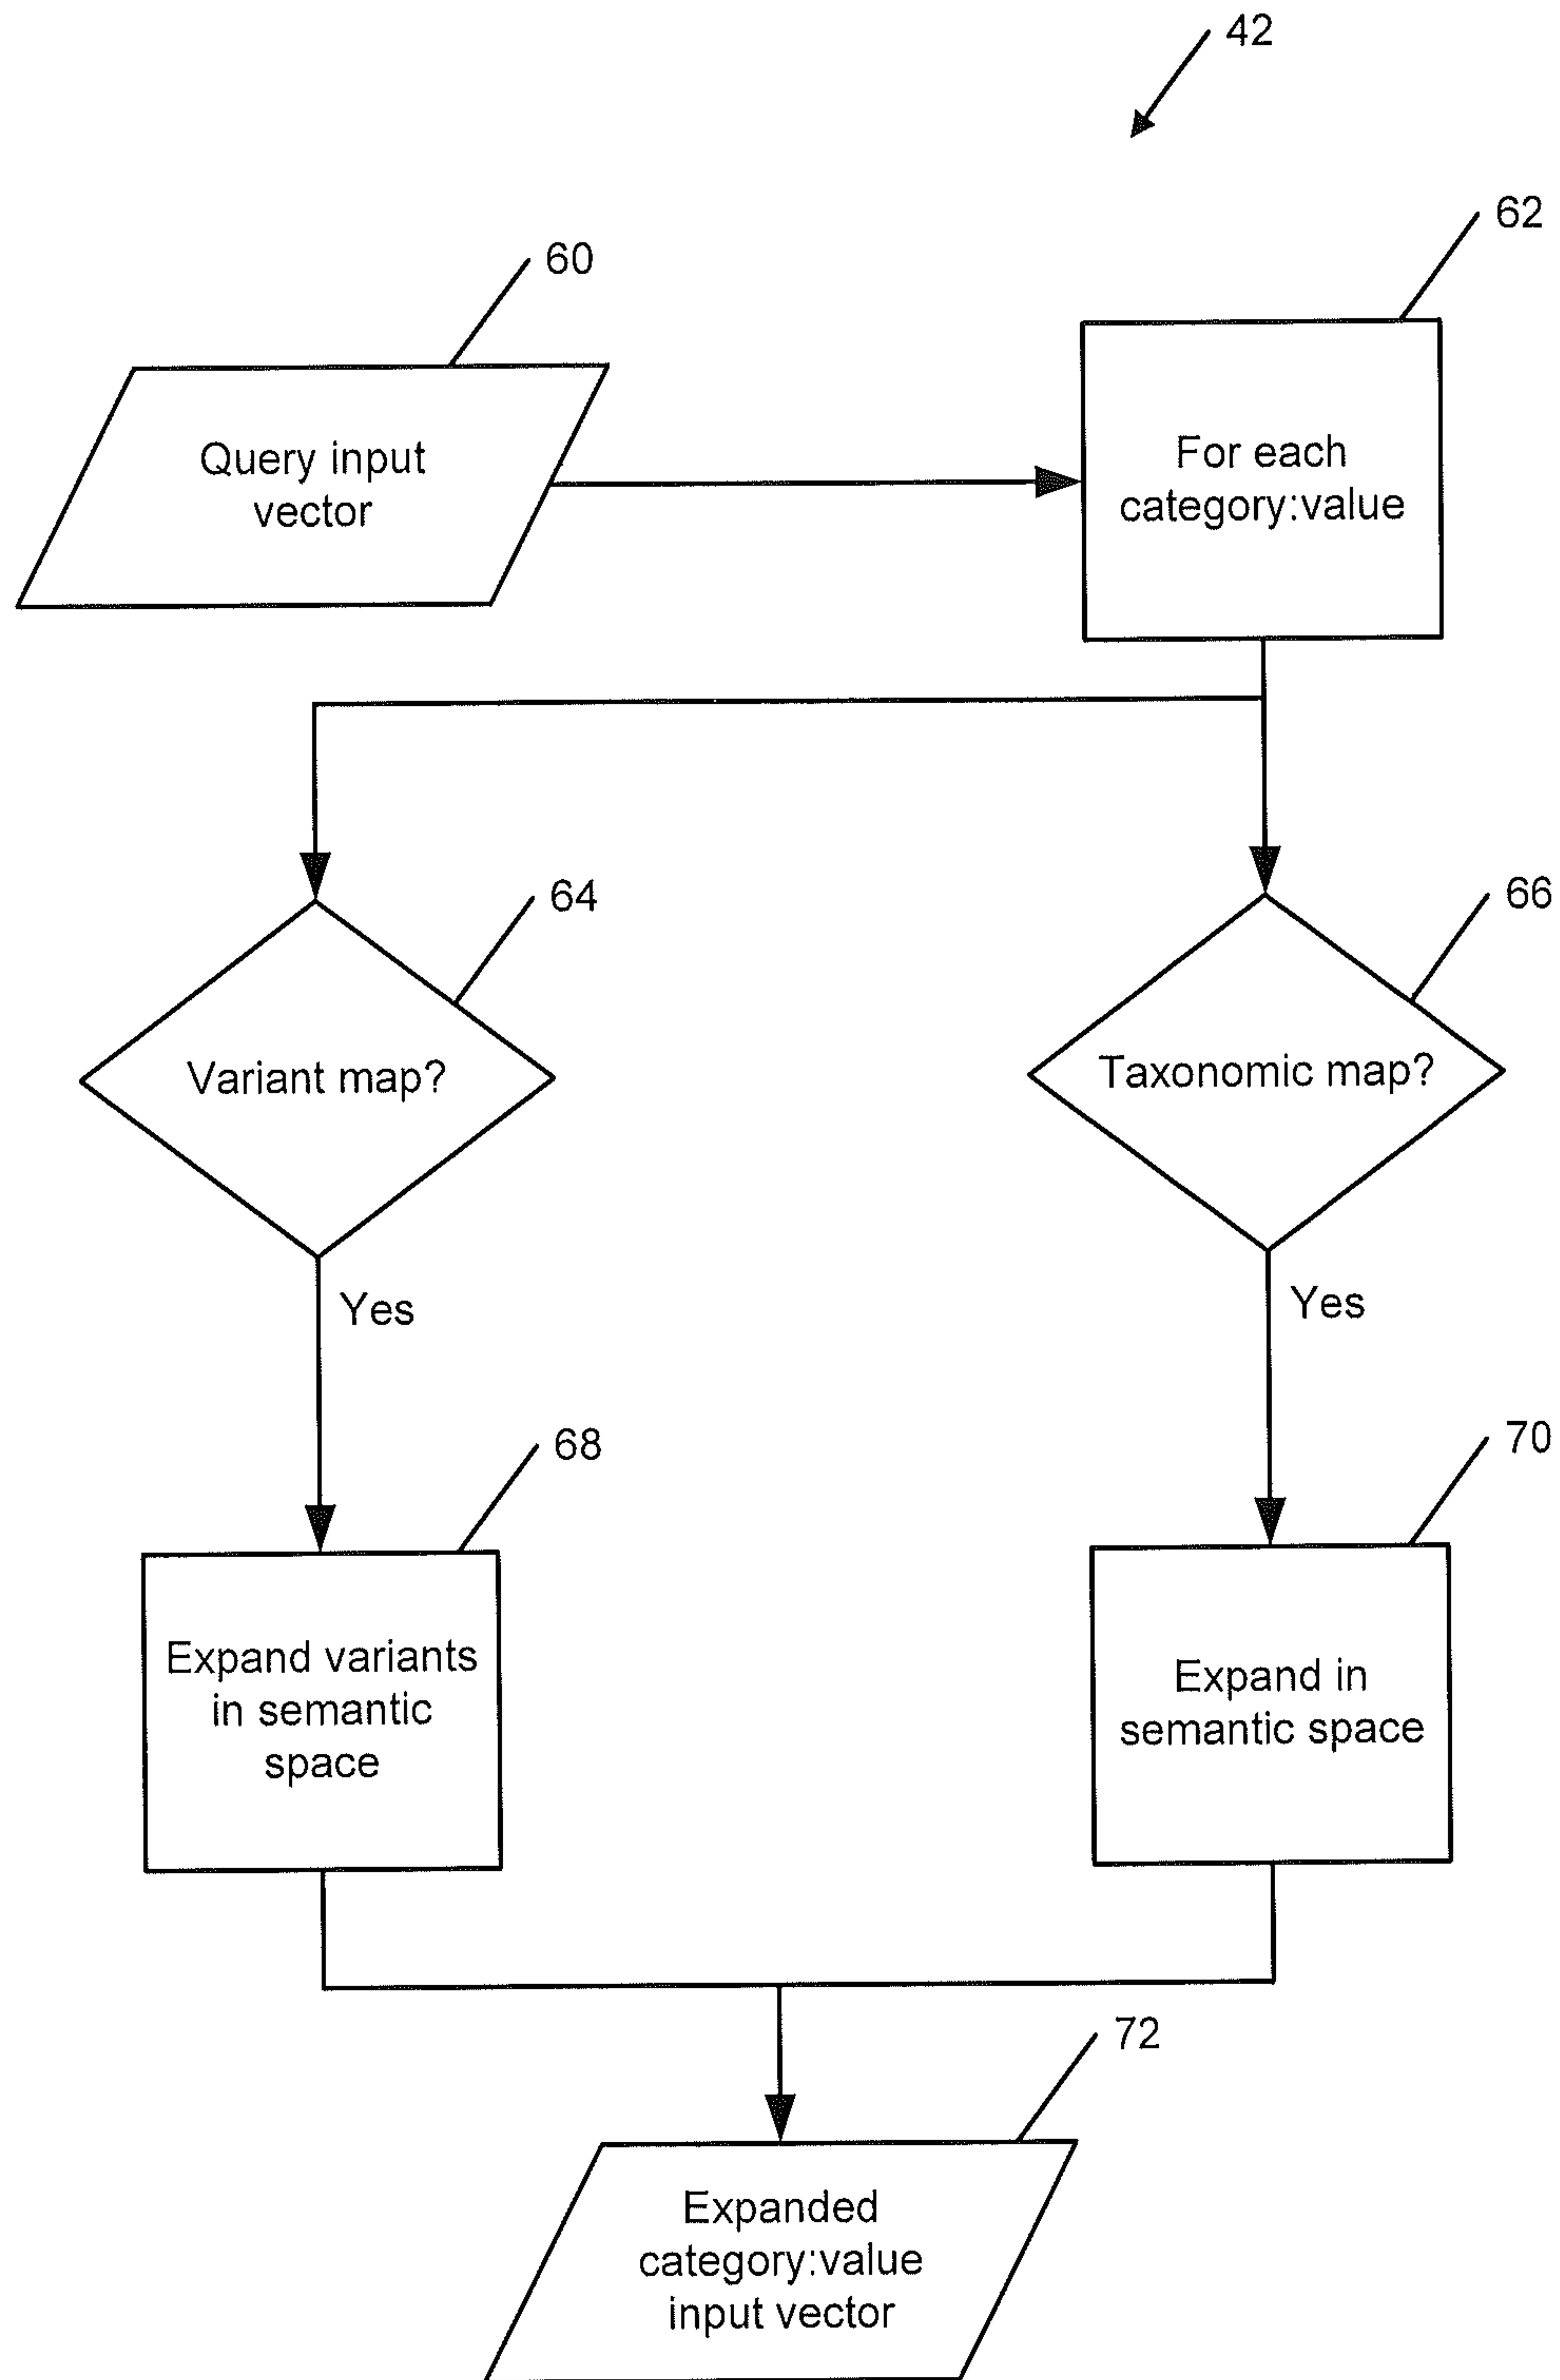 42
62
60
Query input
vector
For each
category:value
64
66
Variant map?
Taxonomic map?
Yes
Yes
68
70
Expand variants
in semantic
space
Expand in
semantic space
72
Expanded
category:value
input vector